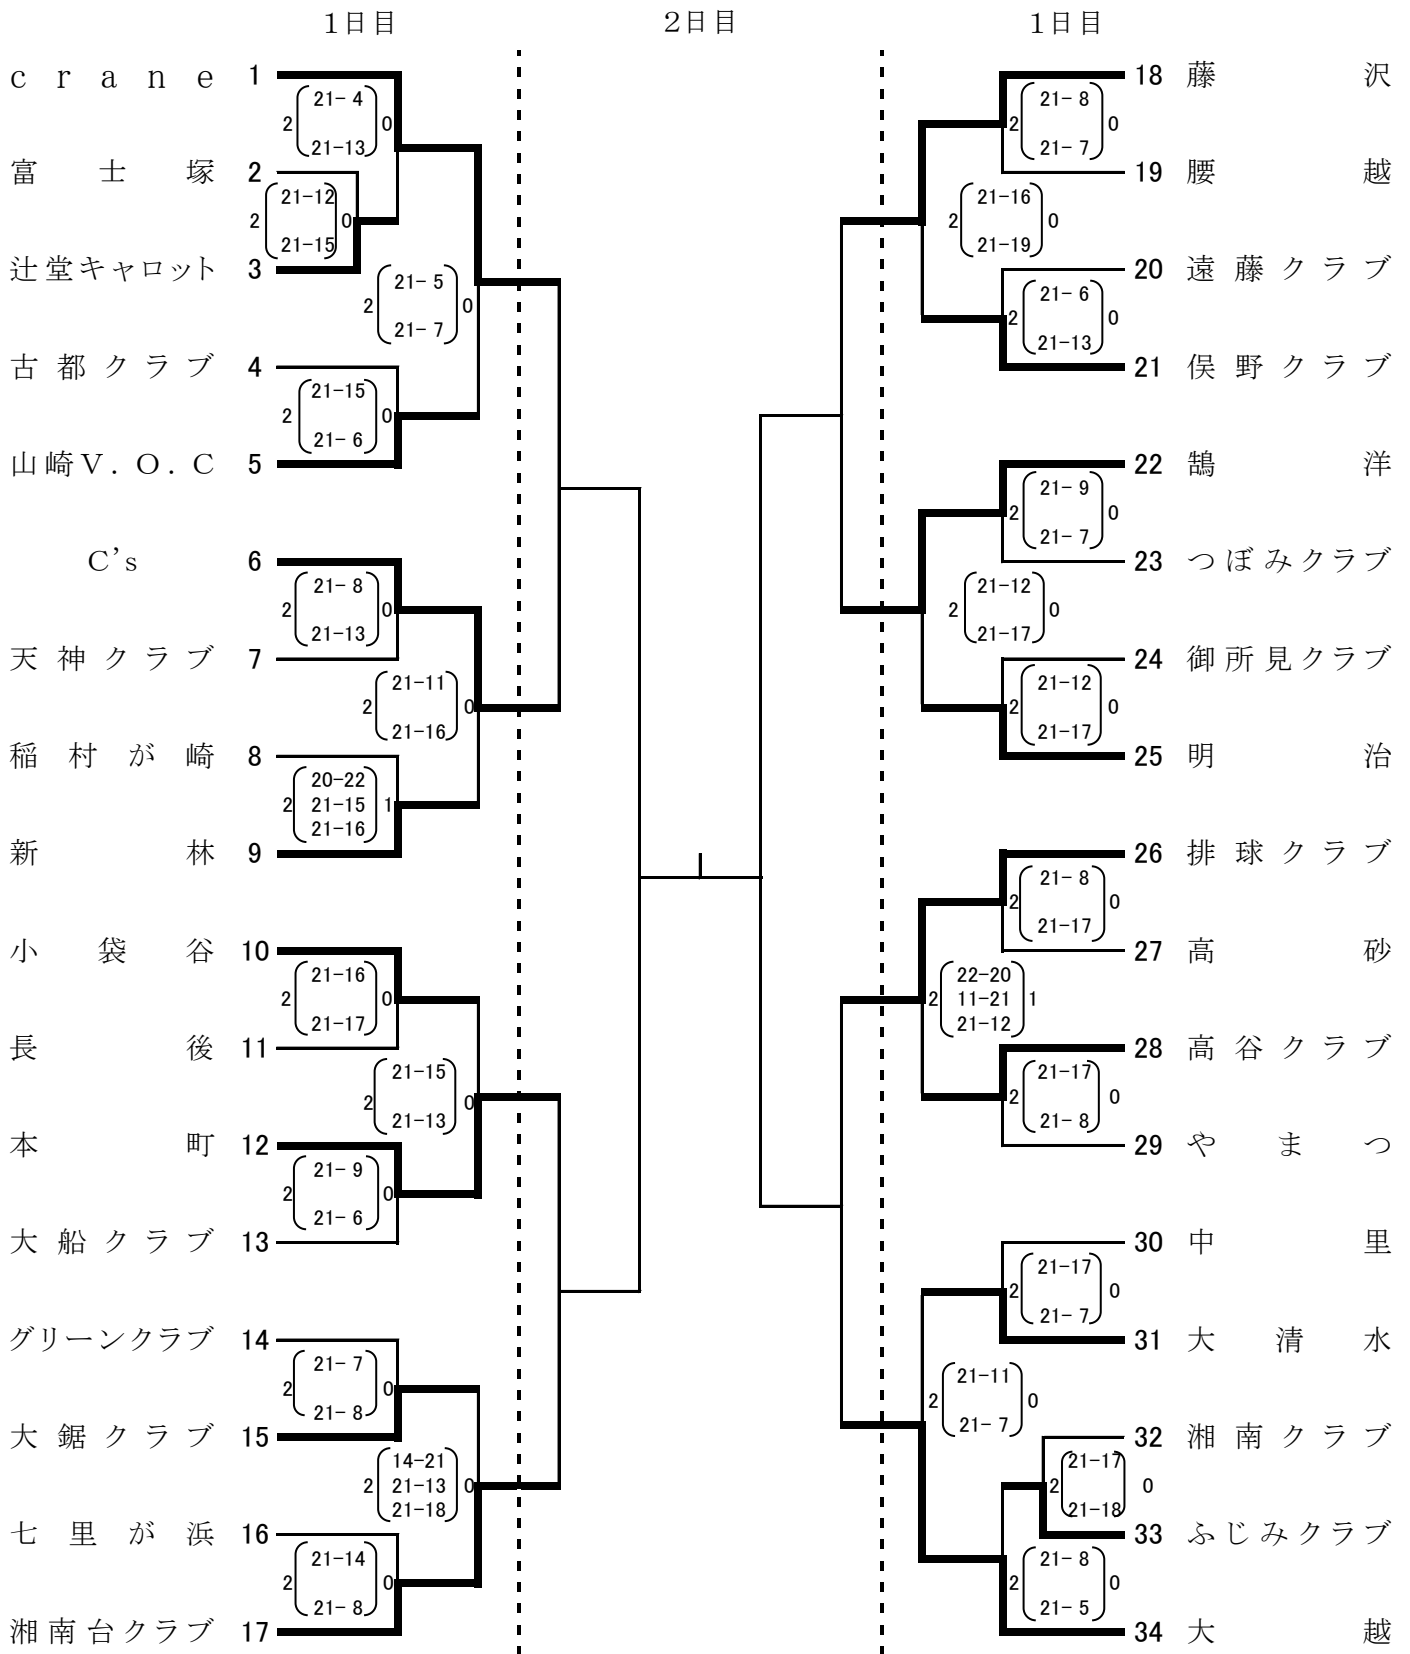 1日目 2日目 1日目
crane 1
2 21-4 0
21-13
富士塚 2
2 21-12 0
21-15
辻堂キャロット 3
2 21-5 0
21-7
古都クラブ 4
2 21-15 0
21-6
山崎V.O.C 5
C's 6
2 21-8 0
21-13
天神クラブ 7
2 21-11 0
21-16
稲村が崎 8
20-22
2 21-15 1
21-16
新林 9
小袋谷 10
2 21-16 0
21-17
長後 11
2 21-15 0
21-13
本町 12
2 21-9 0
21-6
大船クラブ 13
グリーンクラブ 14
2 21-7 0
21-8
大鋸クラブ 15
14-21
2 21-13 0
21-18
七里が浜 16
2 21-14 0
21-8
湘南台クラブ 17
18 藤沢
2 21-8 0
21-7
19 腰越
2 21-16 0
21-19
20 遠藤クラブ
2 21-6 0
21-13
21 俣野クラブ
22 鵠洋
2 21-9 0
21-7
23 つぼみクラブ
2 21-12 0
21-17
24 御所見クラブ
2 21-12 0
21-17
25 明治
26 排球クラブ
2 21-8 0
21-17
27 高砂
22-20
2 11-21 1
21-12
28 高谷クラブ
2 21-17 0
21-8
29 やまつ
30 中里
2 21-17 0
21-7
31 大清水
2 21-11 0
21-7
32 湘南クラブ
2 21-17 0
21-18
33 ふじみクラブ
2 21-8 0
21-5
34 大越